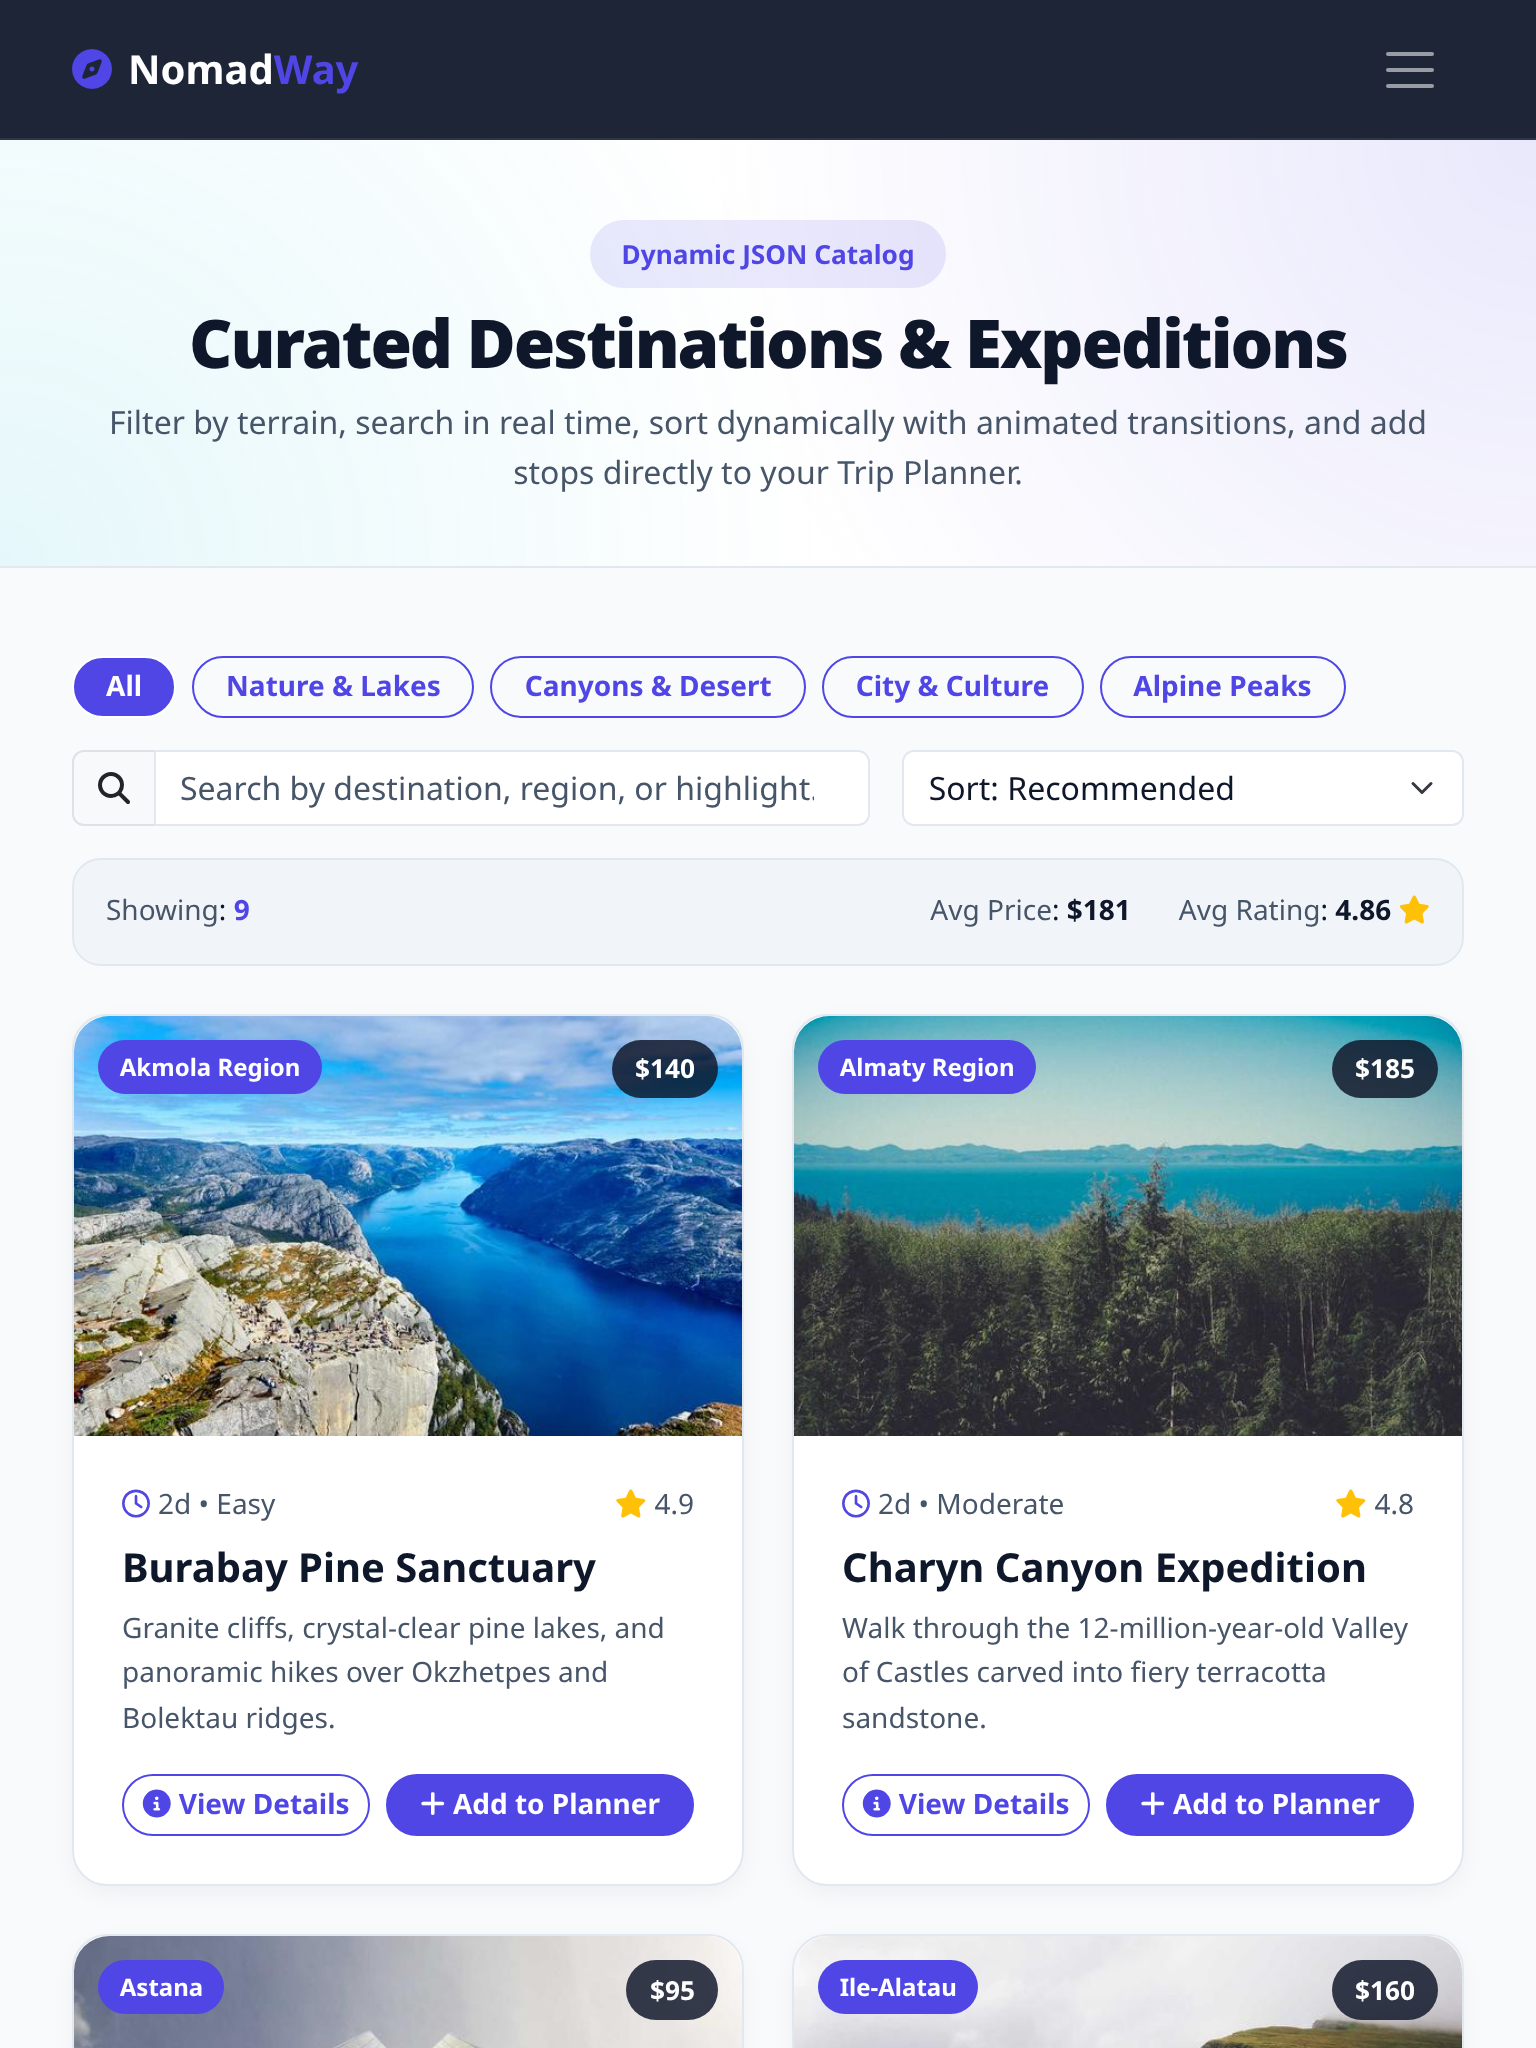 NomadWay
Dynamic JSON Catalog
Curated Destinations & Expeditions
Filter by terrain, search in real time, sort dynamically with animated transitions, and add
stops directly to your Trip Planner.
All
Nature & Lakes
Canyons & Desert
City & Culture
Alpine Peaks
Search by destination, region, or highlight.
Sort: Recommended
Showing: 9
Avg Price: $181
Avg Rating: 4.86
Akmola Region
$140
2d • Easy
4.9
Burabay Pine Sanctuary
Granite cliffs, crystal-clear pine lakes, and
panoramic hikes over Okzhetpes and
Bolektau ridges.
View Details
Add to Planner
Almaty Region
$185
2d • Moderate
4.8
Charyn Canyon Expedition
Walk through the 12-million-year-old Valley
of Castles carved into fiery terracotta
sandstone.
View Details
Add to Planner
Astana
$95
Ile-Alatau
$160